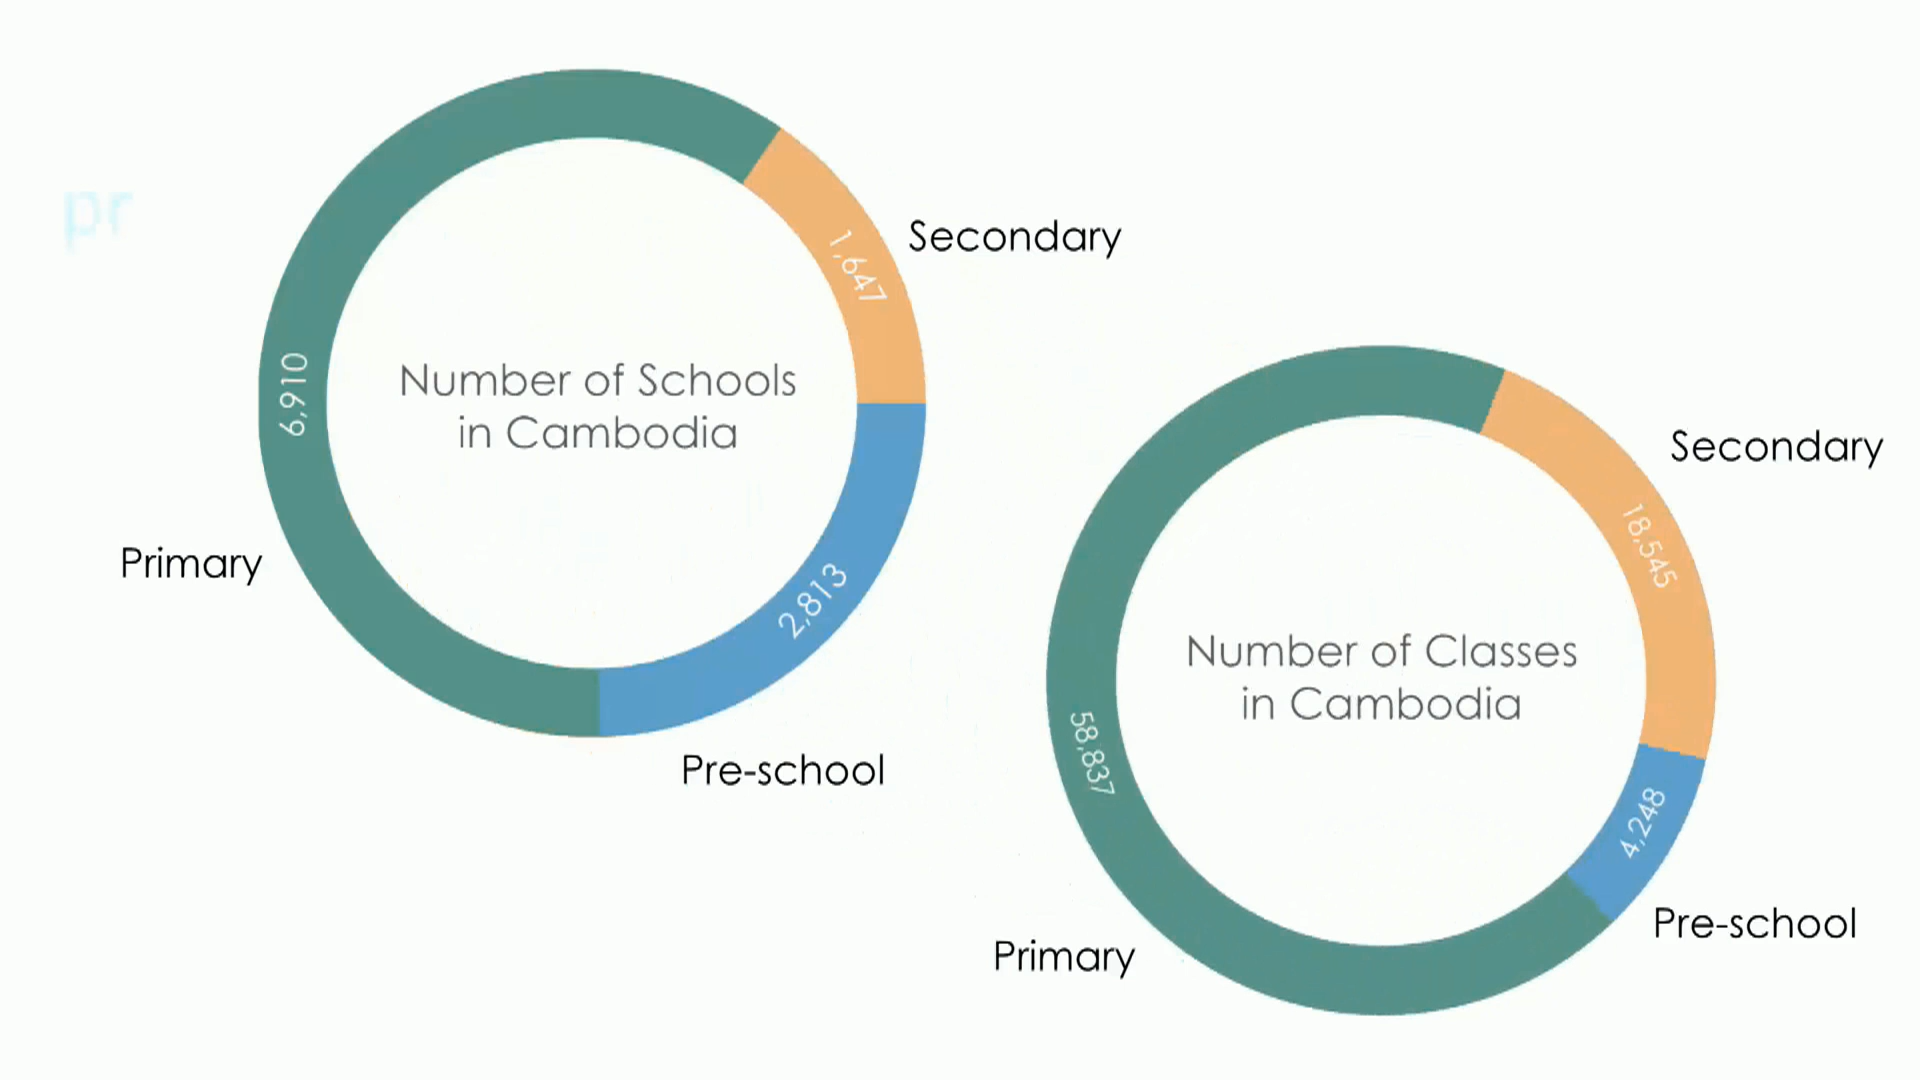 pr
Secondary
1,647
6,910
Number of Schools
in Cambodia
Primary
2,813
Pre-school
Secondary
18,545
Number of Classes
in Cambodia
58,837
4,248
Pre-school
Primary